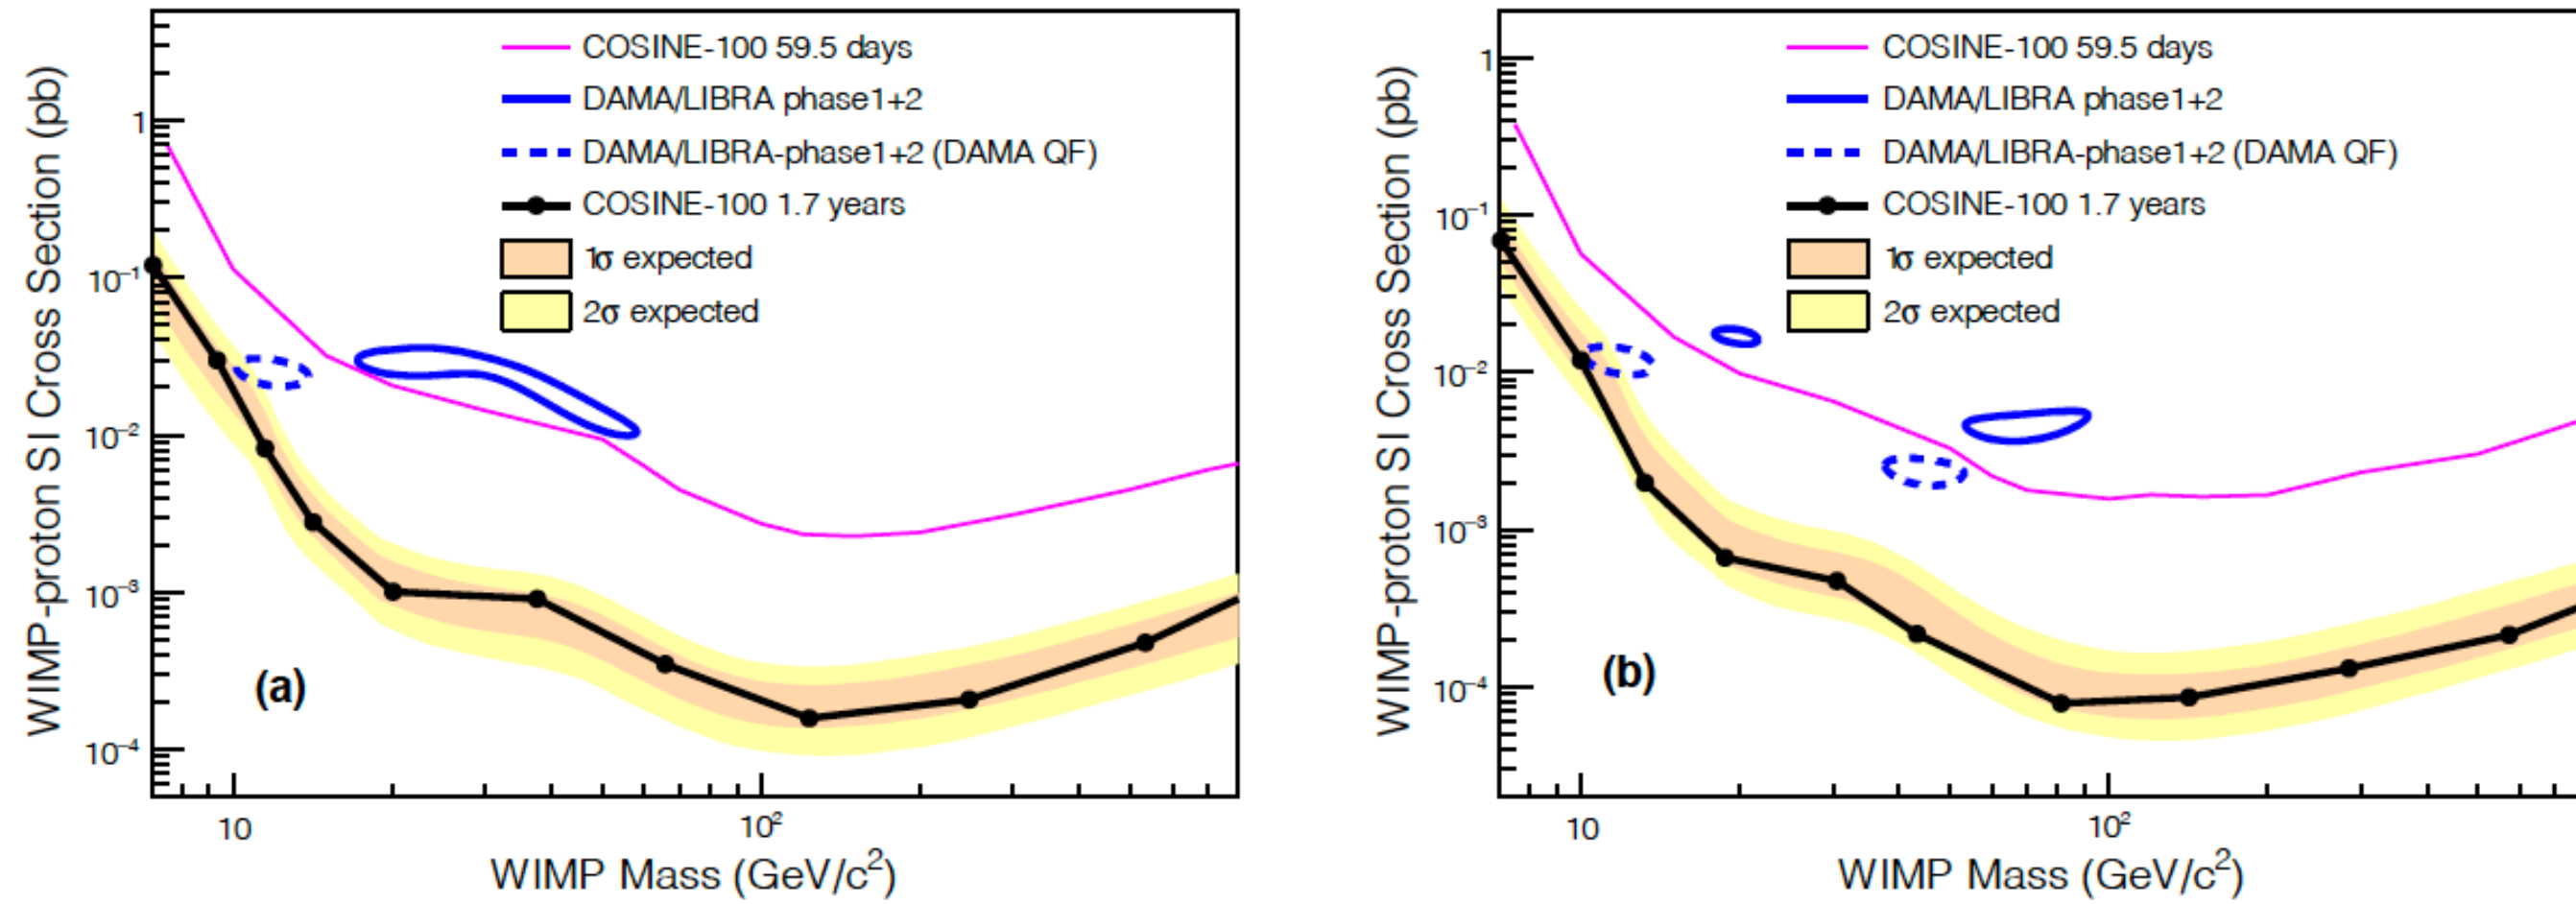 WIMP-proton SI Cross Section (pb)
1
10⁻¹
10⁻²
10⁻³
10⁻⁴
COSINE-100 59.5 days
DAMA/LIBRA phase1+2
DAMA/LIBRA-phase1+2 (DAMA QF)
COSINE-100 1.7 years
1σ expected
2σ expected
(a)
10
10²
WIMP Mass (GeV/c²)
WIMP-proton SI Cross Section (pb)
1
10⁻¹
10⁻²
10⁻³
10⁻⁴
COSINE-100 59.5 days
DAMA/LIBRA phase1+2
DAMA/LIBRA-phase1+2 (DAMA QF)
COSINE-100 1.7 years
1σ expected
2σ expected
(b)
10
10²
WIMP Mass (GeV/c²)